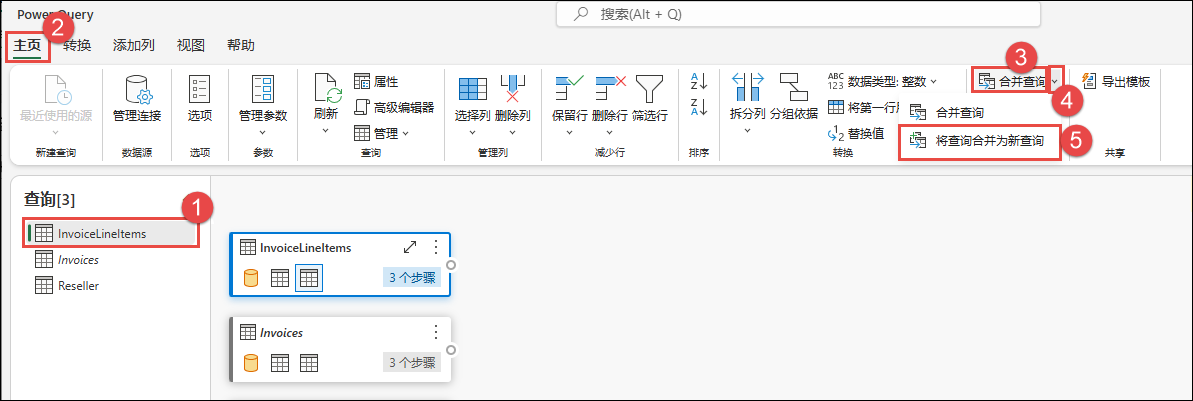 Power Query
搜索(Alt + Q)
2
主页 转换 添加列 视图 帮助
3
最近使用的源
新建查询
管理连接
数据源
选项
选项
管理参数
参数
刷新
属性
高级编辑器
管理
查询
选择列 删除列
管理列
保留行 删除行 筛选行
减少行
排序
拆分列 分组依据
ABC 123 数据类型: 整数
将第一行
替换值
转换
合并查询
4
合并查询
将查询合并为新查询
5
导出模板
共享
查询[3]
1
InvoiceLineItems
Invoices
Reseller
InvoiceLineItems
3 个步骤
Invoices
3 个步骤